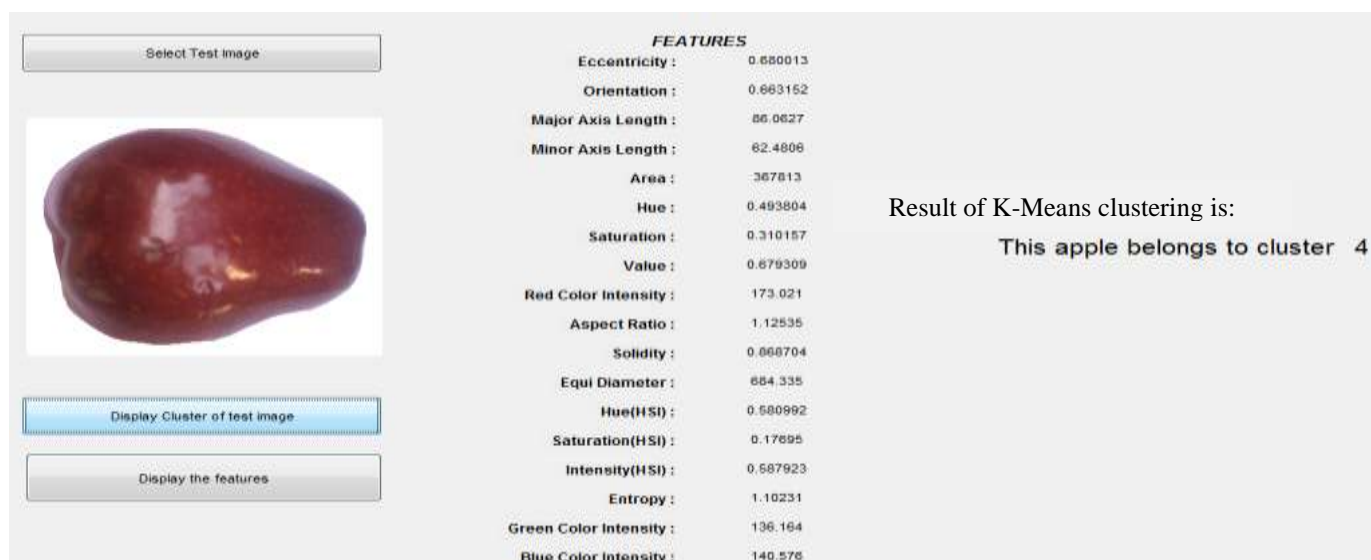 Select Test Image
Display Cluster of test image
Display the features
FEATURES
Eccentricity : 0.680013
Orientation : 0.663152
Major Axis Length : 86.0627
Minor Axis Length : 62.4806
Area : 367813
Hue : 0.493804
Saturation : 0.310157
Value : 0.679309
Red Color Intensity : 173.021
Aspect Ratio : 1.12535
Solidity : 0.868704
Equi Diameter : 684.335
Hue(HSI) : 0.580992
Saturation(HSI) : 0.17695
Intensity(HSI) : 0.587923
Entropy : 1.10231
Green Color Intensity : 136.164
Blue Color Intensity : 140.576
Result of K-Means clustering is:
This apple belongs to cluster 4